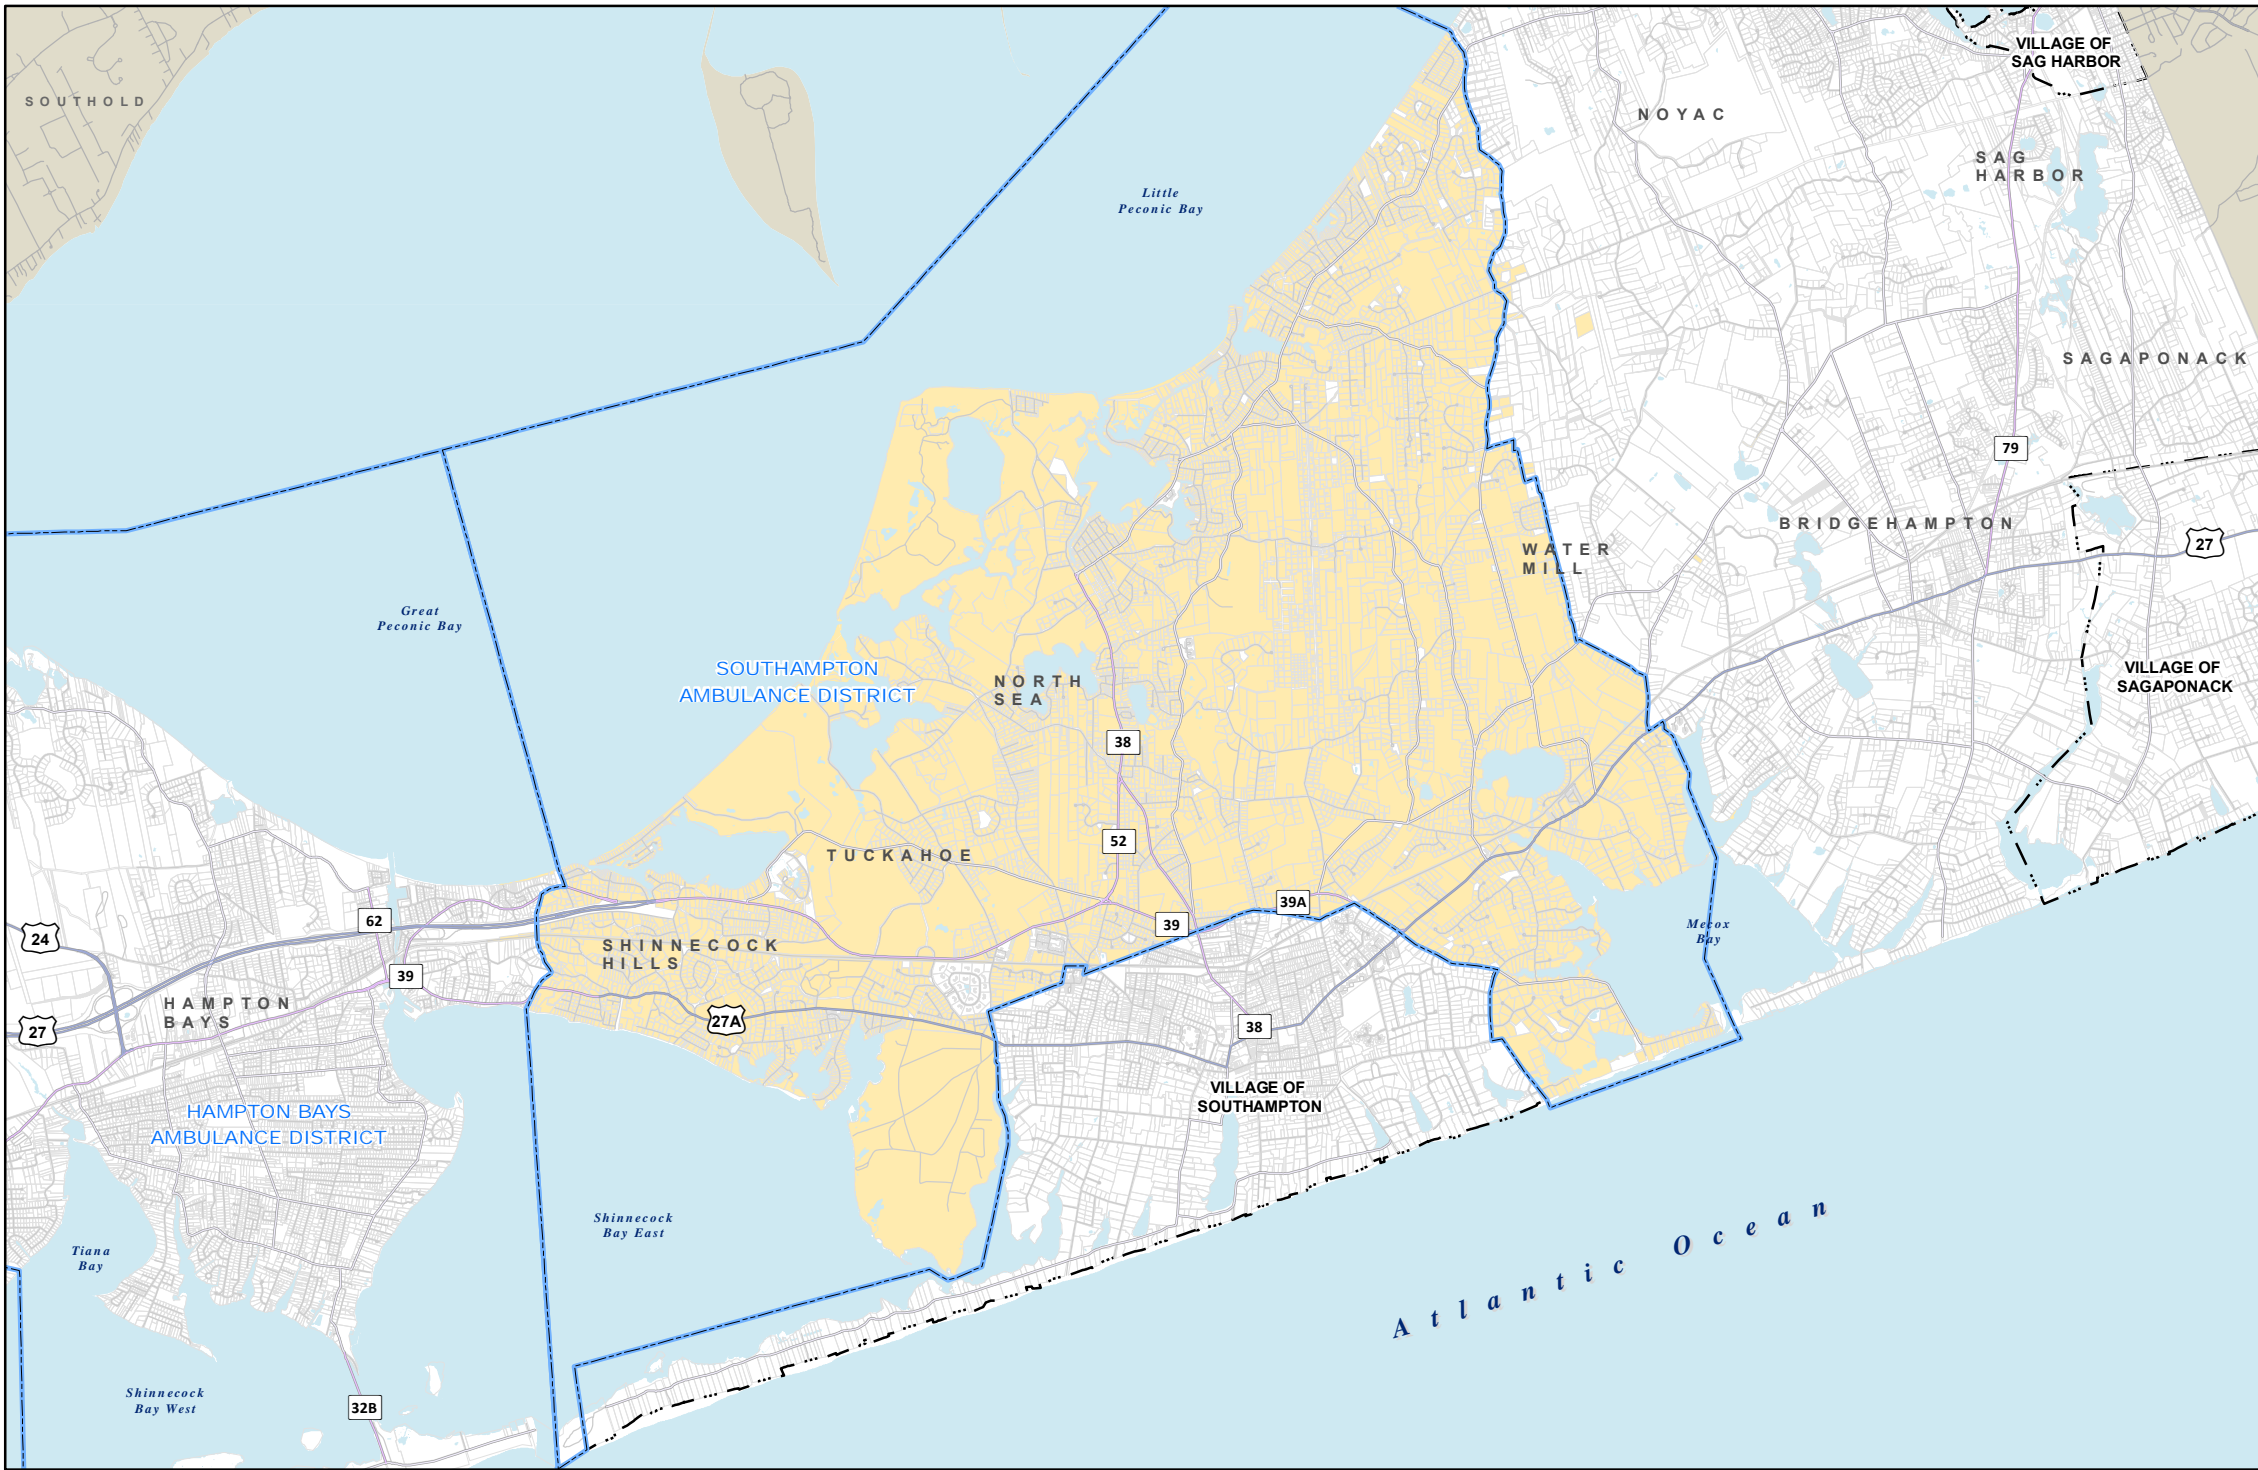 VILLAGE OF
SAG HARBOR
SOUTHOLD
NOYAC
SAG
HARBOR
Little
Peconic Bay
SAGAPONACK
79
BRIDGEHAMPTON
27
WATER
MILL
Great
Peconic Bay
SOUTHAMPTON
AMBULANCE DISTRICT
NORTH
SEA
VILLAGE OF
SAGAPONACK
38
52
TUCKAHOE
39A
62
39
24
Mecox
Bay
SHINNECOCK
HILLS
39
HAMPTON
BAYS
27
27A
38
VILLAGE OF
SOUTHAMPTON
HAMPTON BAYS
AMBULANCE DISTRICT
Shinnecock
Bay East
Atlantic Ocean
Tiana
Bay
Shinnecock
Bay West
32B